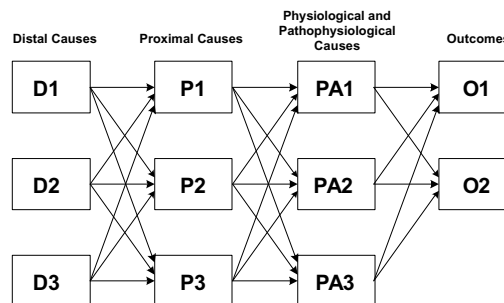 Distal Causes
Proximal Causes
Physiological and
Pathophysiological
Causes
Outcomes
D1
P1
PA1
O1
D2
P2
PA2
O2
D3
P3
PA3